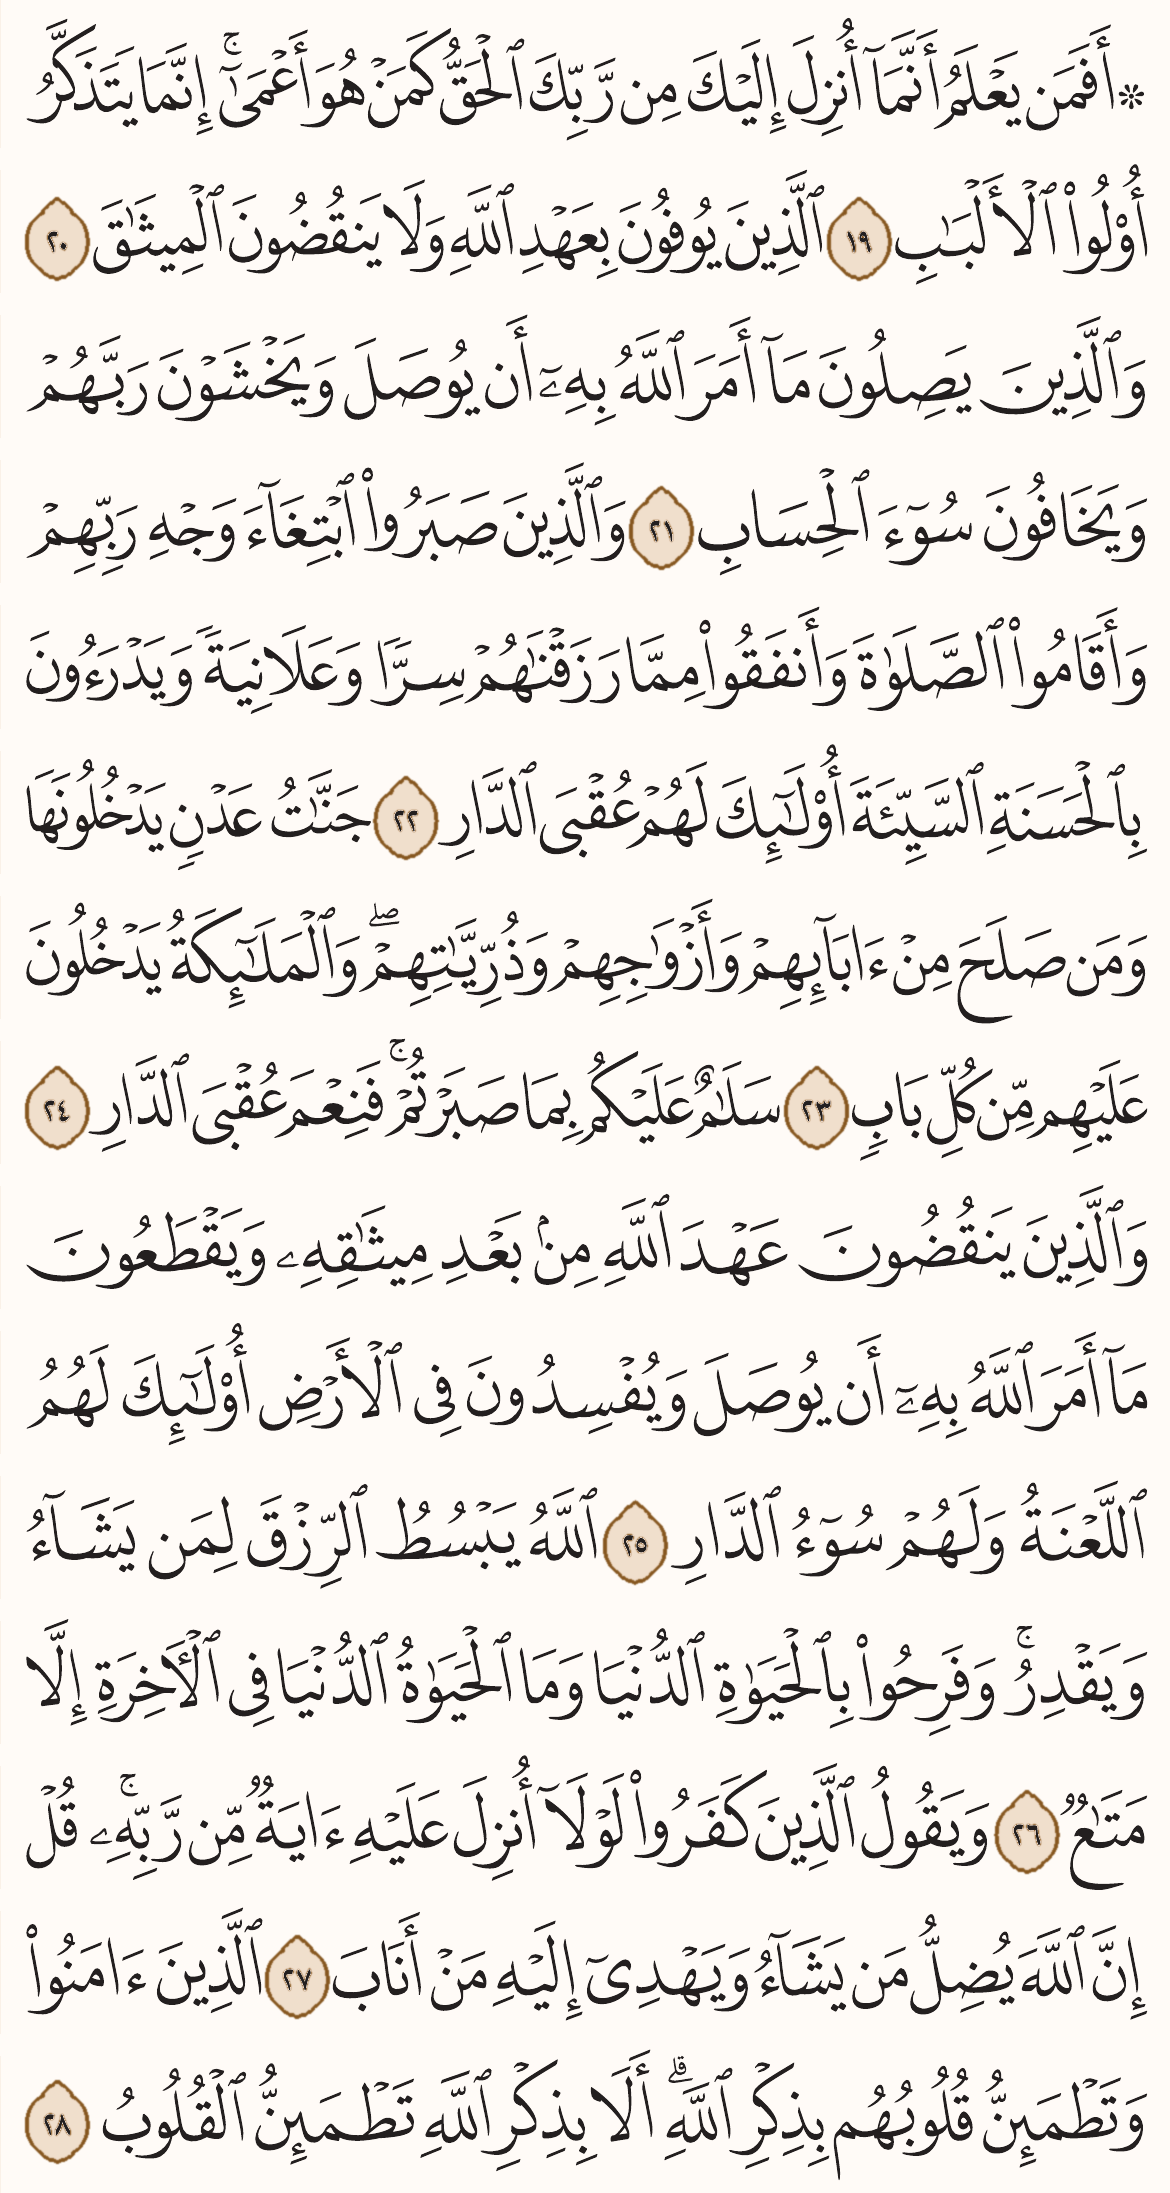 ۞ أَفَمَن يَعْلَمُ أَنَّمَآ أُنزِلَ إِلَيْكَ مِن رَّبِّكَ ٱلْحَقُّ كَمَنْ هُوَ أَعْمَىٰٓ ۚ إِنَّمَا يَتَذَكَّرُ
أُو۟لُوا۟ ٱلْأَلْبَـٰبِ ١٩ ٱلَّذِينَ يُوفُونَ بِعَهْدِ ٱللَّهِ وَلَا يَنقُضُونَ ٱلْمِيثَـٰقَ ٢٠
وَٱلَّذِينَ يَصِلُونَ مَآ أَمَرَ ٱللَّهُ بِهِۦٓ أَن يُوصَلَ وَيَخْشَوْنَ رَبَّهُمْ
وَيَخَافُونَ سُوٓءَ ٱلْحِسَابِ ٢١ وَٱلَّذِينَ صَبَرُوا۟ ٱبْتِغَآءَ وَجْهِ رَبِّهِمْ
وَأَقَامُوا۟ ٱلصَّلَوٰةَ وَأَنفَقُوا۟ مِمَّا رَزَقْنَـٰهُمْ سِرًّا وَعَلَانِيَةً وَيَدْرَءُونَ
بِٱلْحَسَنَةِ ٱلسَّيِّئَةَ أُو۟لَـٰٓئِكَ لَهُمْ عُقْبَى ٱلدَّارِ ٢٢ جَنَّـٰتُ عَدْنٍ يَدْخُلُونَهَا
وَمَن صَلَحَ مِنْ ءَابَآئِهِمْ وَأَزْوَٰجِهِمْ وَذُرِّيَّـٰتِهِمْ ۖ وَٱلْمَلَـٰٓئِكَةُ يَدْخُلُونَ
عَلَيْهِم مِّن كُلِّ بَابٍ ٢٣ سَلَـٰمٌ عَلَيْكُم بِمَا صَبَرْتُمْ ۚ فَنِعْمَ عُقْبَى ٱلدَّارِ ٢٤
وَٱلَّذِينَ يَنقُضُونَ عَهْدَ ٱللَّهِ مِنۢ بَعْدِ مِيثَـٰقِهِۦ وَيَقْطَعُونَ
مَآ أَمَرَ ٱللَّهُ بِهِۦٓ أَن يُوصَلَ وَيُفْسِدُونَ فِى ٱلْأَرْضِ أُو۟لَـٰٓئِكَ لَهُمُ
ٱللَّعْنَةُ وَلَهُمْ سُوٓءُ ٱلدَّارِ ٢٥ ٱللَّهُ يَبْسُطُ ٱلرِّزْقَ لِمَن يَشَآءُ
وَيَقْدِرُ ۚ وَفَرِحُوا۟ بِٱلْحَيَوٰةِ ٱلدُّنْيَا وَمَا ٱلْحَيَوٰةُ ٱلدُّنْيَا فِى ٱلْـَٔاخِرَةِ إِلَّا
مَتَـٰعٌ ٢٦ وَيَقُولُ ٱلَّذِينَ كَفَرُوا۟ لَوْلَآ أُنزِلَ عَلَيْهِ ءَايَةٌ مِّن رَّبِّهِۦ ۗ قُلْ
إِنَّ ٱللَّهَ يُضِلُّ مَن يَشَآءُ وَيَهْدِىٓ إِلَيْهِ مَنْ أَنَابَ ٢٧ ٱلَّذِينَ ءَامَنُوا۟
وَتَطْمَئِنُّ قُلُوبُهُم بِذِكْرِ ٱللَّهِ ۗ أَلَا بِذِكْرِ ٱللَّهِ تَطْمَئِنُّ ٱلْقُلُوبُ ٢٨